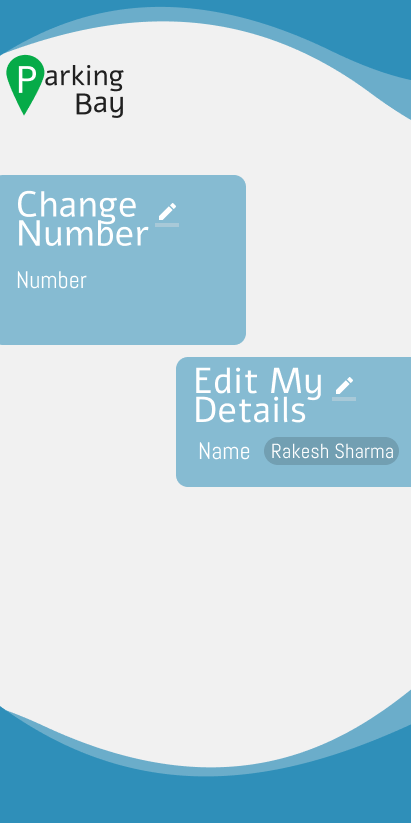 Parking
Bay
Change
Number
Number
Edit My
Details
Name Rakesh Sharma